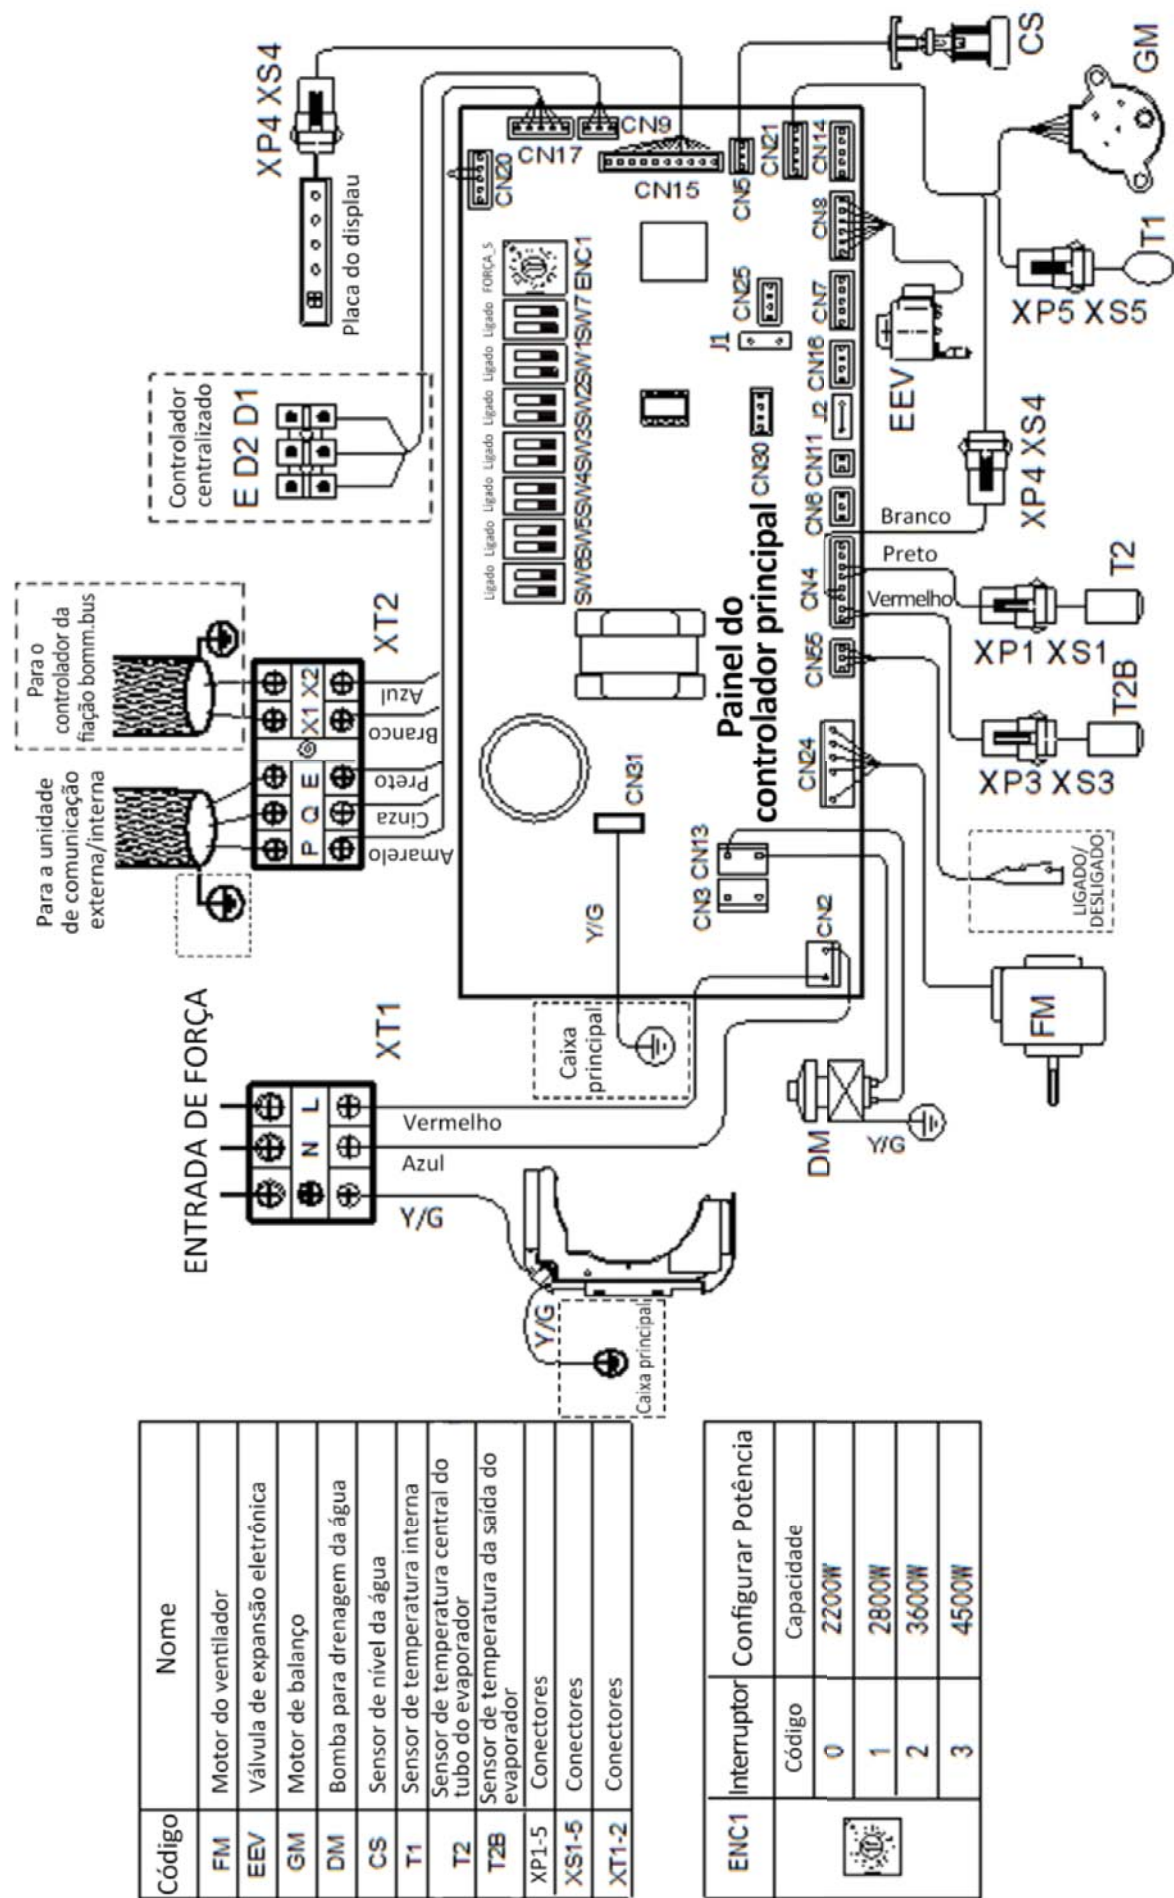 ENTRADA DE FORÇA
L
N
XT1
Vermelho
Azul
Y/G
Y/G
Caixa principal
Para a unidade
de comunicação
externa/interna
Para o
controlador da
fiação bomm.bus
P Q E X1 X2
XT2
Amarelo
Cinza
Preto
Branco
Azul
Controlador
centralizado
E D2 D1
XP4 XS4
Placa do displau
Caixa
principal
Y/G
CN31
Ligado Ligado Ligado Ligado Ligado Ligado Ligado FORÇA_S
SW6 SW5 SW4 SW3 SW2 SW1 SW7 ENC1
CN20
CN17
CN9
CN15
CN5
CN21
CN14
CN8
CN7
CN25
J1
CN16
J2
CN30
CN11
CN6
CN4
CN55
CN24
CN13
CN3
CN2
Painel do
controlador principal
Branco
Preto
Vermelho
DM
Y/G
FM
LIGADO/
DESLIGADO
XP3 XS3
T2B
XP1 XS1
T2
XP4 XS4
EEV
XP5 XS5
T1
GM
CS
Código Nome
FM Motor do ventilador
EEV Válvula de expansão eletrônica
GM Motor de balanço
DM Bomba para drenagem da água
CS Sensor de nível da água
T1 Sensor de temperatura interna
T2 Sensor de temperatura central do
tubo do evaporador
T2B Sensor de temperatura da saída do
evaporador
XP1-5 Conectores
XS1-5 Conectores
XT1-2 Conectores
ENC1 Interruptor Configurar Potência
Código Capacidade
0 2200W
1 2800W
2 3600W
3 4500W